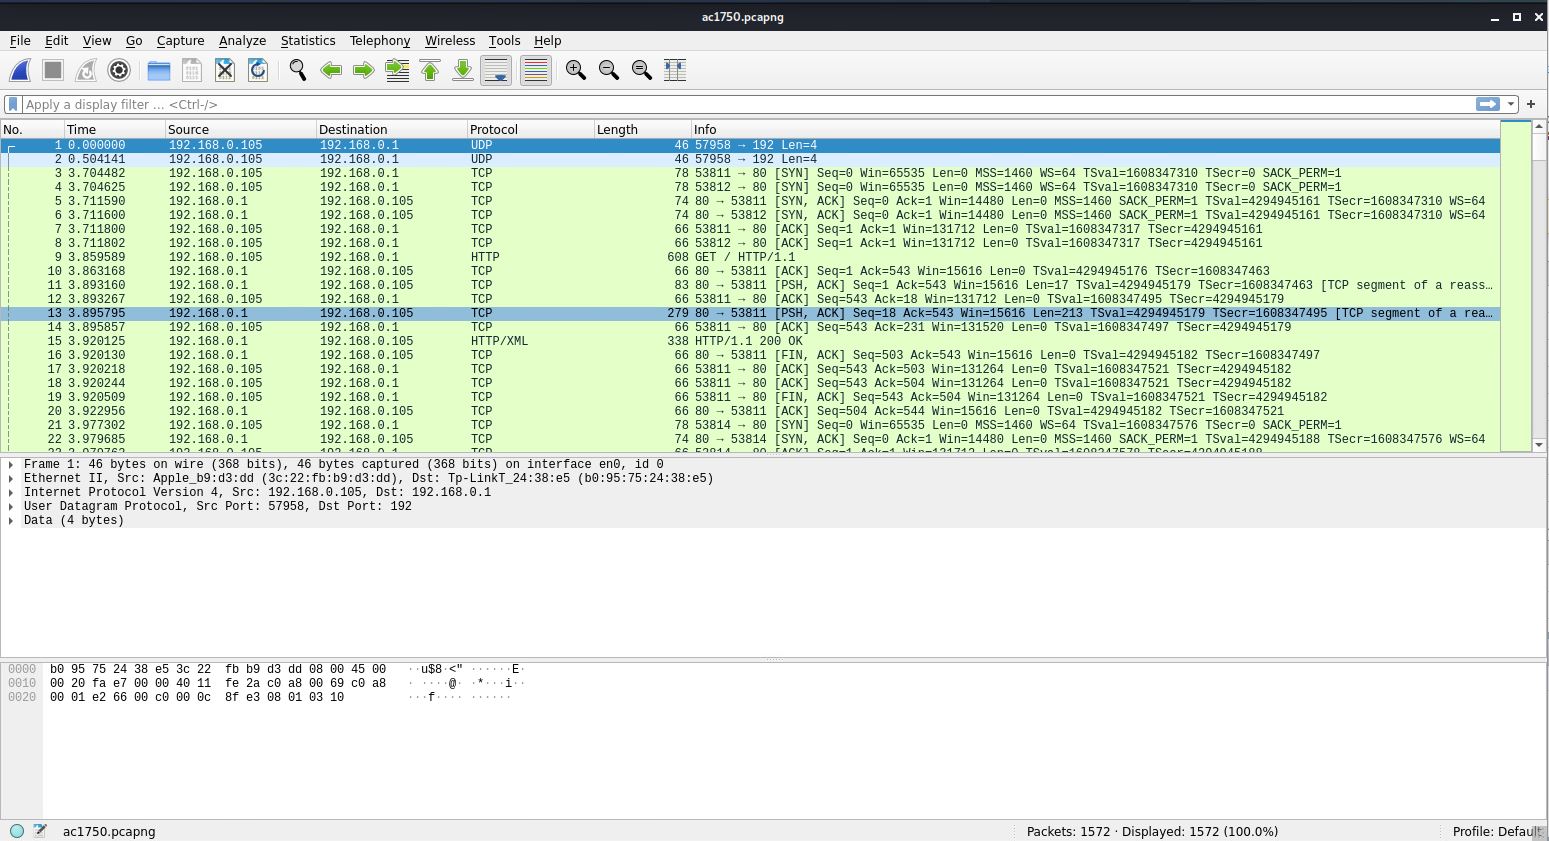 ac1750.pcapng
File Edit View Go Capture Analyze Statistics Telephony Wireless Tools Help
Apply a display filter ... <Ctrl-/>
No. Time Source Destination Protocol Length Info
1 0.000000 192.168.0.105 192.168.0.1 UDP 46 57958 → 192 Len=4
2 0.504141 192.168.0.105 192.168.0.1 UDP 46 57958 → 192 Len=4
3 3.704482 192.168.0.105 192.168.0.1 TCP 78 53811 → 80 [SYN] Seq=0 Win=65535 Len=0 MSS=1460 WS=64 TSval=1608347310 TSecr=0 SACK_PERM=1
4 3.704625 192.168.0.105 192.168.0.1 TCP 78 53812 → 80 [SYN] Seq=0 Win=65535 Len=0 MSS=1460 WS=64 TSval=1608347310 TSecr=0 SACK_PERM=1
5 3.711590 192.168.0.1 192.168.0.105 TCP 74 80 → 53811 [SYN, ACK] Seq=0 Ack=1 Win=14480 Len=0 MSS=1460 SACK_PERM=1 TSval=4294945161 TSecr=1608347310 WS=64
6 3.711600 192.168.0.1 192.168.0.105 TCP 74 80 → 53812 [SYN, ACK] Seq=0 Ack=1 Win=14480 Len=0 MSS=1460 SACK_PERM=1 TSval=4294945161 TSecr=1608347310 WS=64
7 3.711800 192.168.0.105 192.168.0.1 TCP 66 53811 → 80 [ACK] Seq=1 Ack=1 Win=131712 Len=0 TSval=1608347317 TSecr=4294945161
8 3.711802 192.168.0.105 192.168.0.1 TCP 66 53812 → 80 [ACK] Seq=1 Ack=1 Win=131712 Len=0 TSval=1608347317 TSecr=4294945161
9 3.859589 192.168.0.105 192.168.0.1 HTTP 608 GET / HTTP/1.1
10 3.863168 192.168.0.1 192.168.0.105 TCP 66 80 → 53811 [ACK] Seq=1 Ack=543 Win=15616 Len=0 TSval=4294945176 TSecr=1608347463
11 3.893160 192.168.0.1 192.168.0.105 TCP 83 80 → 53811 [PSH, ACK] Seq=1 Ack=543 Win=15616 Len=17 TSval=4294945179 TSecr=1608347463 [TCP segment of a reass…
12 3.893267 192.168.0.105 192.168.0.1 TCP 66 53811 → 80 [ACK] Seq=543 Ack=18 Win=131712 Len=0 TSval=1608347495 TSecr=4294945179
13 3.895795 192.168.0.1 192.168.0.105 TCP 279 80 → 53811 [PSH, ACK] Seq=18 Ack=543 Win=15616 Len=213 TSval=4294945179 TSecr=1608347495 [TCP segment of a rea…
14 3.895857 192.168.0.105 192.168.0.1 TCP 66 53811 → 80 [ACK] Seq=543 Ack=231 Win=131520 Len=0 TSval=1608347497 TSecr=4294945179
15 3.920125 192.168.0.1 192.168.0.105 HTTP/XML 338 HTTP/1.1 200 OK
16 3.920130 192.168.0.1 192.168.0.105 TCP 66 80 → 53811 [FIN, ACK] Seq=503 Ack=543 Win=15616 Len=0 TSval=4294945182 TSecr=1608347497
17 3.920218 192.168.0.105 192.168.0.1 TCP 66 53811 → 80 [ACK] Seq=543 Ack=503 Win=131264 Len=0 TSval=1608347521 TSecr=4294945182
18 3.920244 192.168.0.105 192.168.0.1 TCP 66 53811 → 80 [ACK] Seq=543 Ack=504 Win=131264 Len=0 TSval=1608347521 TSecr=4294945182
19 3.920509 192.168.0.105 192.168.0.1 TCP 66 53811 → 80 [FIN, ACK] Seq=543 Ack=504 Win=131264 Len=0 TSval=1608347521 TSecr=4294945182
20 3.922956 192.168.0.1 192.168.0.105 TCP 66 80 → 53811 [ACK] Seq=504 Ack=544 Win=15616 Len=0 TSval=4294945182 TSecr=1608347521
21 3.977302 192.168.0.105 192.168.0.1 TCP 78 53814 → 80 [SYN] Seq=0 Win=65535 Len=0 MSS=1460 WS=64 TSval=1608347576 TSecr=0 SACK_PERM=1
22 3.979685 192.168.0.1 192.168.0.105 TCP 74 80 → 53814 [SYN, ACK] Seq=0 Ack=1 Win=14480 Len=0 MSS=1460 SACK_PERM=1 TSval=4294945188 TSecr=1608347576 WS=64
Frame 1: 46 bytes on wire (368 bits), 46 bytes captured (368 bits) on interface en0, id 0
Ethernet II, Src: Apple_b9:d3:dd (3c:22:fb:b9:d3:dd), Dst: Tp-LinkT_24:38:e5 (b0:95:75:24:38:e5)
Internet Protocol Version 4, Src: 192.168.0.105, Dst: 192.168.0.1
User Datagram Protocol, Src Port: 57958, Dst Port: 192
Data (4 bytes)
0000 b0 95 75 24 38 e5 3c 22 fb b9 d3 dd 08 00 45 00 ··u$8·<" ······E·
0010 00 20 fa e7 00 00 40 11 fe 2a c0 a8 00 69 c0 a8 · ····@· ·*···i··
0020 00 01 e2 66 00 c0 00 0c 8f e3 08 01 03 10 ···f···· ······
ac1750.pcapng
Packets: 1572 · Displayed: 1572 (100.0%)
Profile: Default